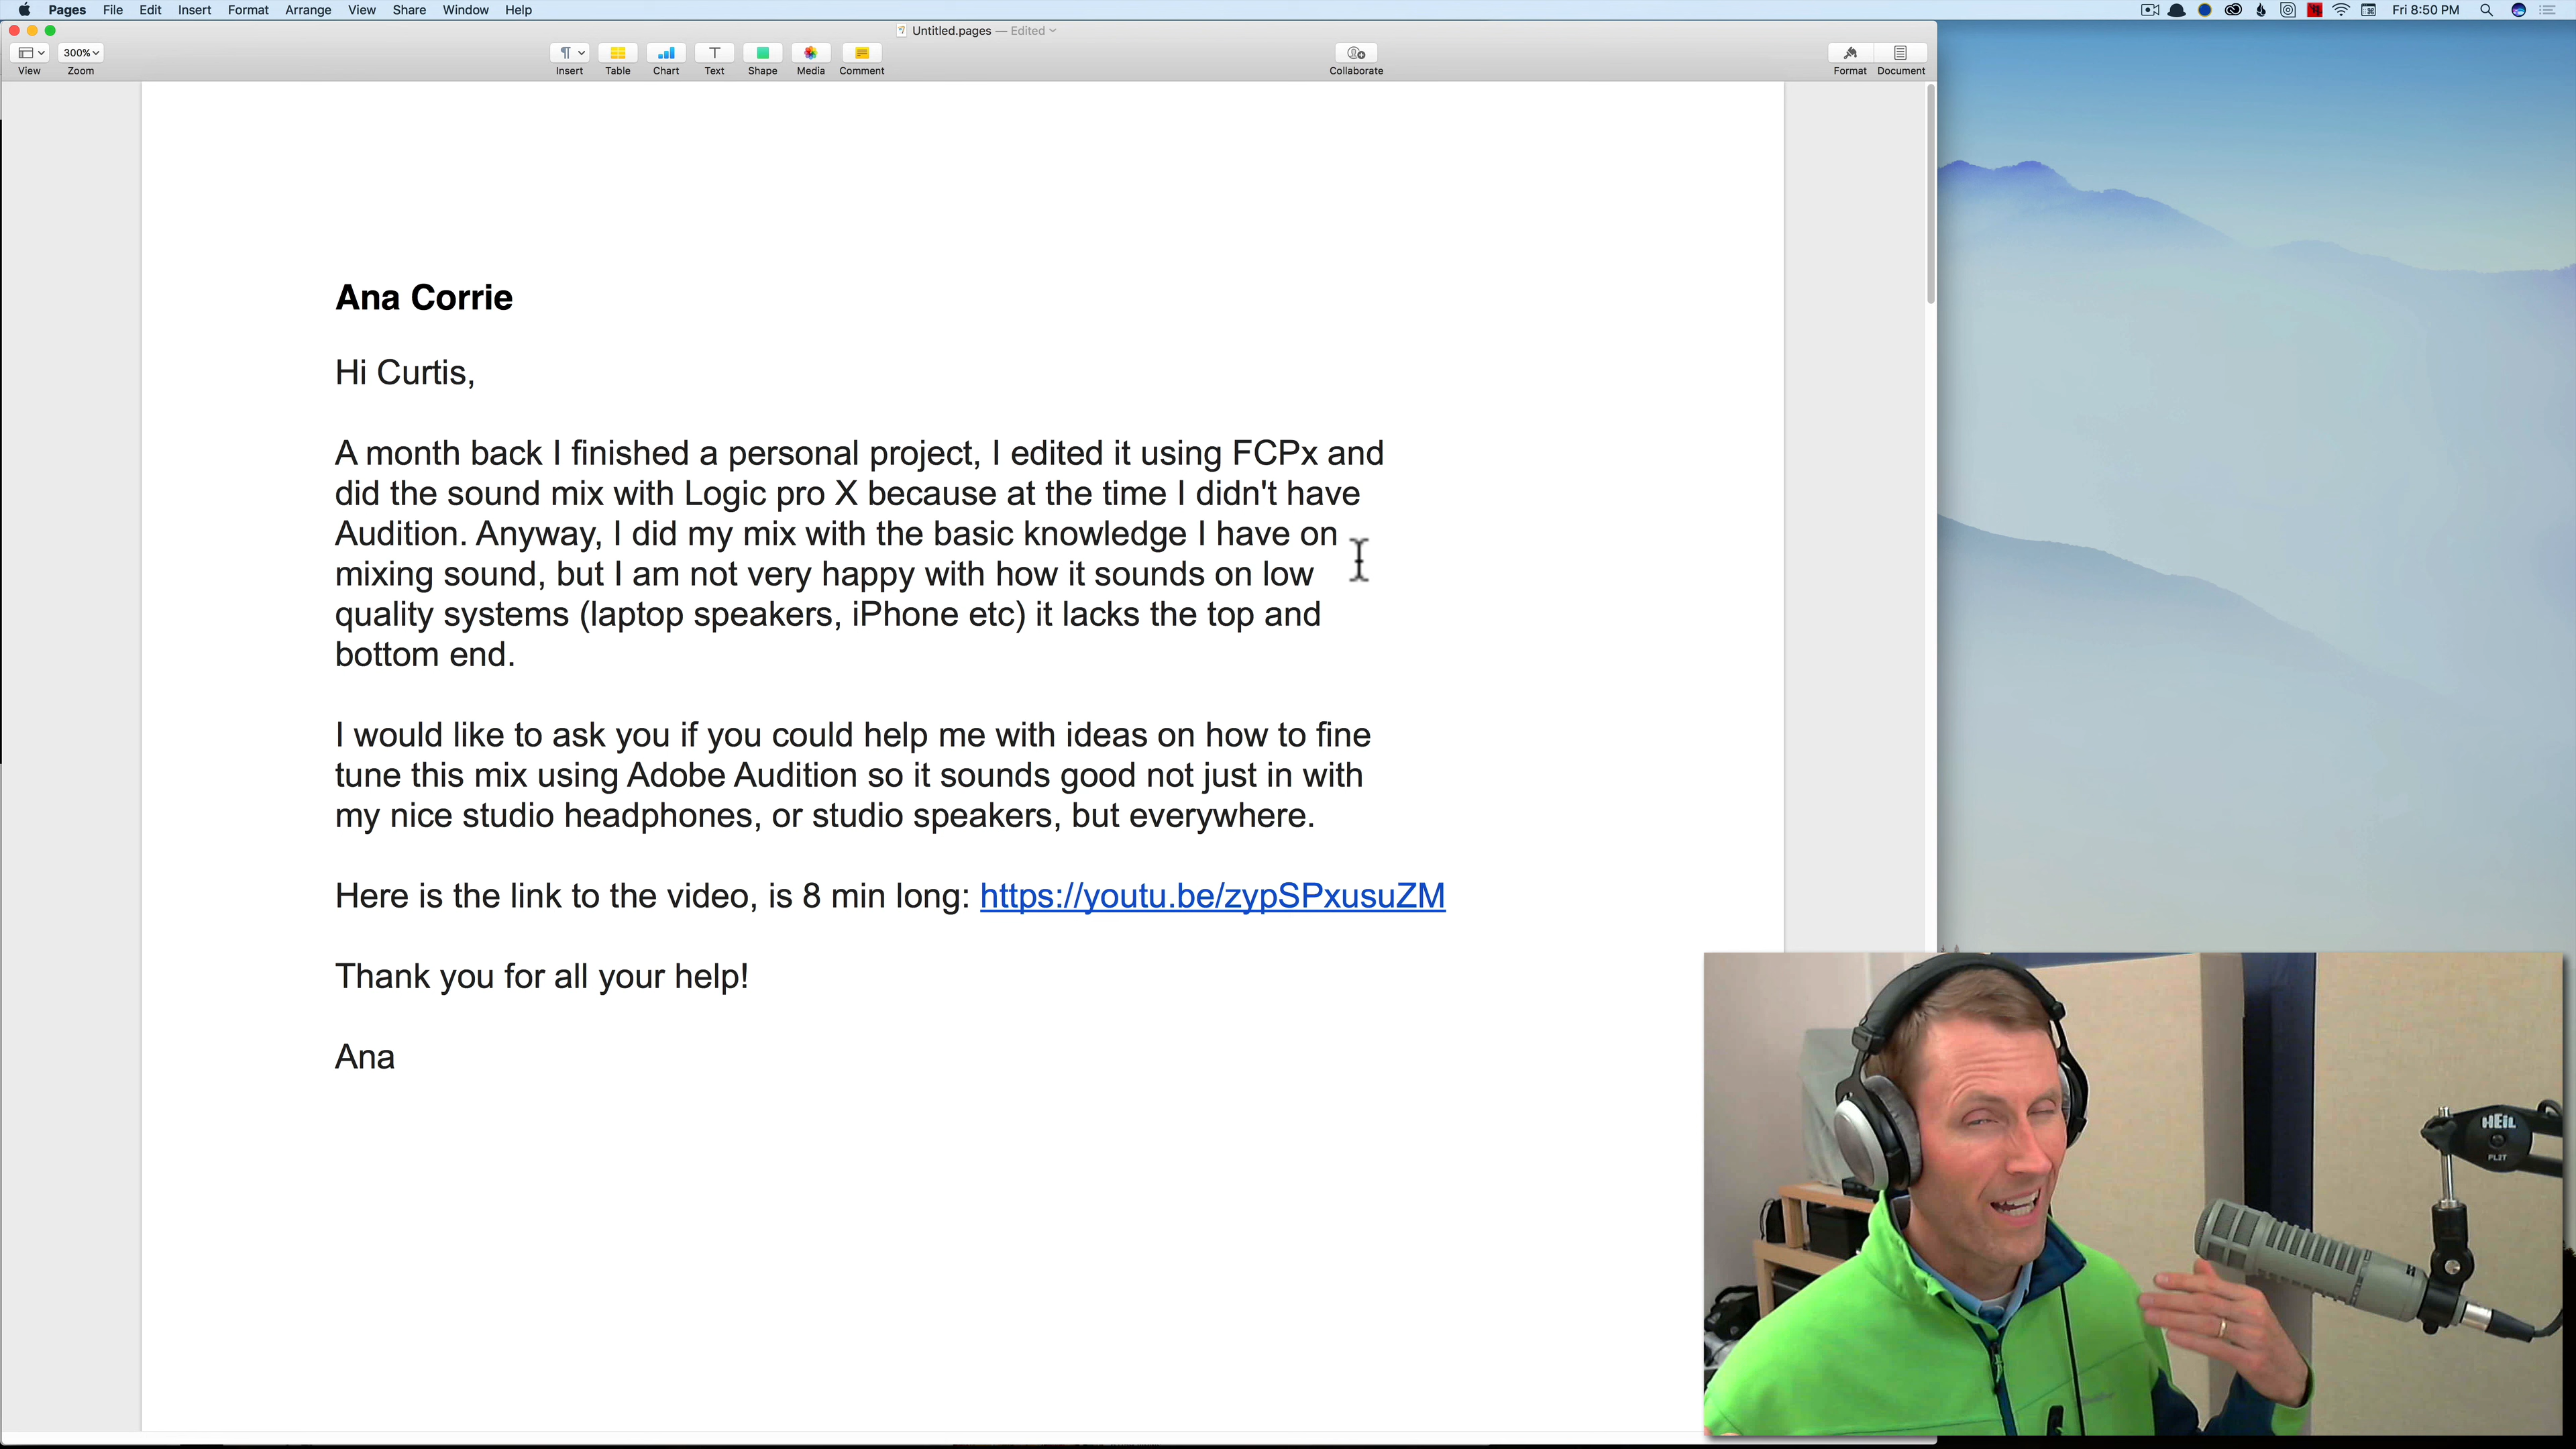 Pages File Edit Insert Format Arrange View Share Window Help
Fri 8:50 PM
Untitled.pages — Edited
300%
View Zoom Insert Table Chart Text Shape Media Comment Collaborate Format Document
Ana Corrie
Hi Curtis,
A month back I finished a personal project, I edited it using FCPx and
did the sound mix with Logic pro X because at the time I didn't have
Audition. Anyway, I did my mix with the basic knowledge I have on
mixing sound, but I am not very happy with how it sounds on low
quality systems (laptop speakers, iPhone etc) it lacks the top and
bottom end.
I would like to ask you if you could help me with ideas on how to fine
tune this mix using Adobe Audition so it sounds good not just in with
my nice studio headphones, or studio speakers, but everywhere.
Here is the link to the video, is 8 min long: https://youtu.be/zypSPxusuZM
Thank you for all your help!
Ana
HEIL
FLIT